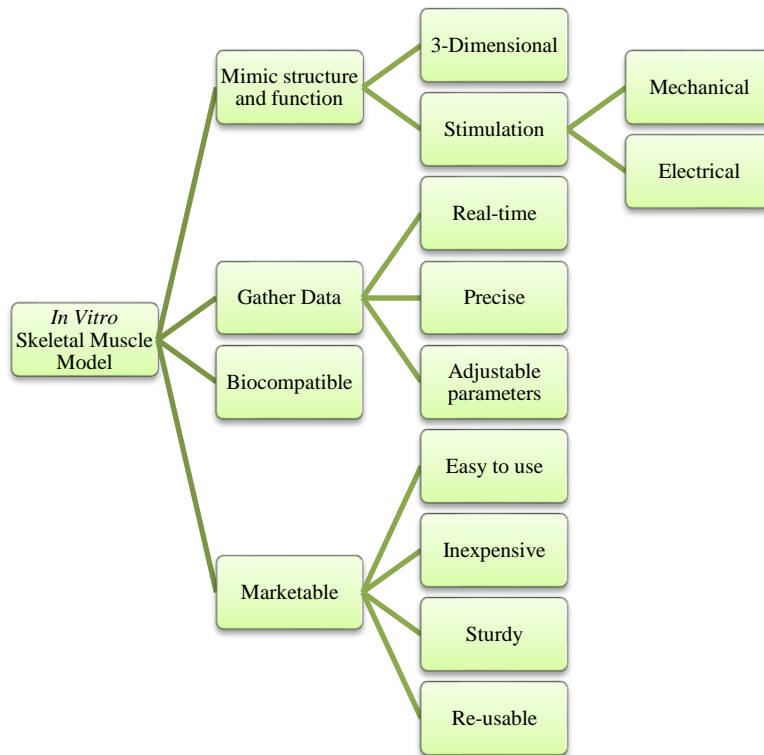 3-Dimensional
Mimic structure
and function
Mechanical
Stimulation
Electrical
Real-time
Gather Data
Precise
In Vitro
Skeletal Muscle
Model
Biocompatible
Adjustable
parameters
Easy to use
Inexpensive
Marketable
Sturdy
Re-usable